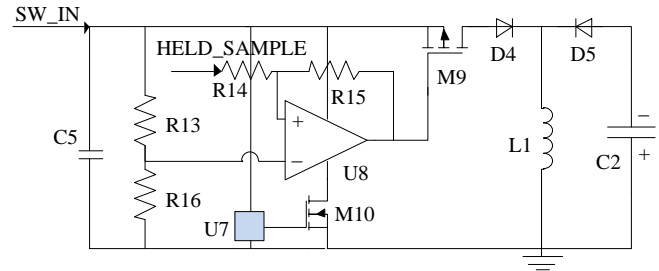 SW_IN
HELD_SAMPLE
D4
D5
M9
R14
R15
R13
C5
+
−
U8
L1
−
+
C2
R16
M10
U7